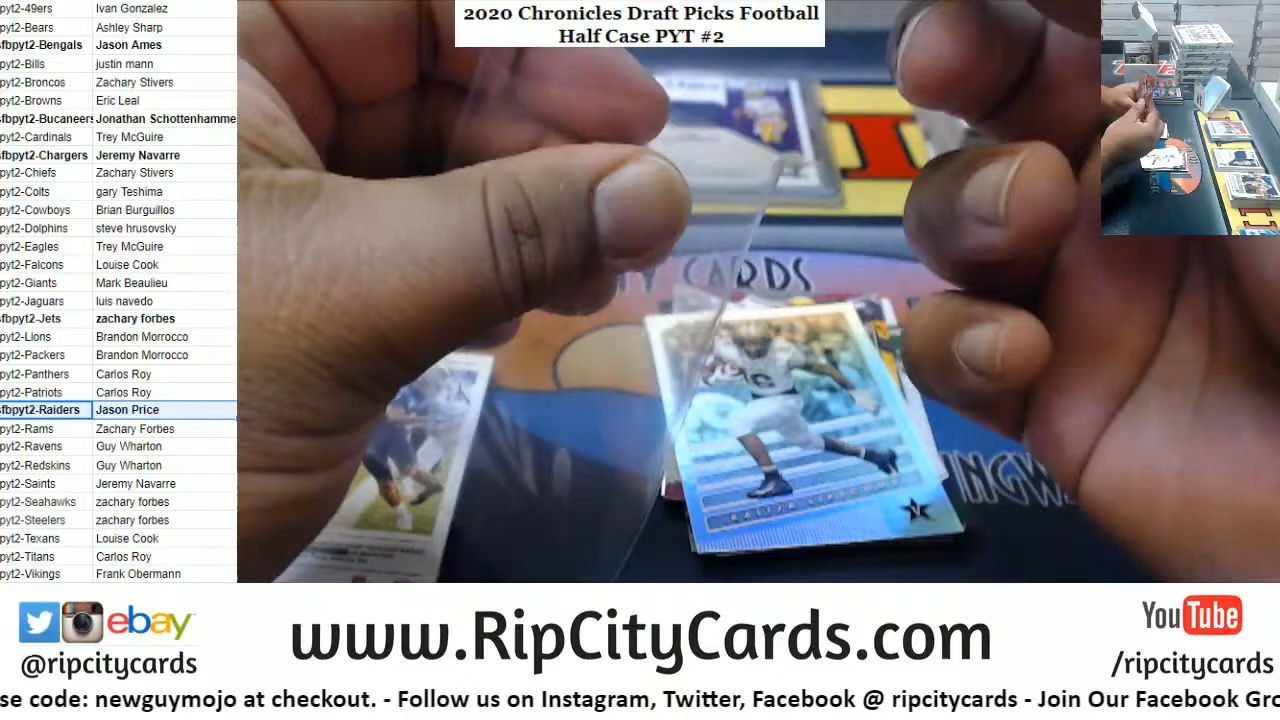 2020 Chronicles Draft Picks Football
Half Case PYT #2
pyt2-49ers Ivan Gonzalez
pyt2-Bears Ashley Sharp
sfbpyt2-Bengals Jason Ames
pyt2-Bills justin mann
pyt2-Broncos Zachary Stivers
pyt2-Browns Eric Leal
sfbpyt2-Bucaneers Jonathan Schottenhamme
pyt2-Cardinals Trey McGuire
sfbpyt2-Chargers Jeremy Navarre
pyt2-Chiefs Zachary Stivers
pyt2-Colts gary Teshima
pyt2-Cowboys Brian Burguillos
pyt2-Dolphins steve hrusovsky
pyt2-Eagles Trey McGuire
pyt2-Falcons Louise Cook
pyt2-Giants Mark Beaulieu
pyt2-Jaguars luis navedo
sfbpyt2-Jets zachary forbes
pyt2-Lions Brandon Morrocco
pyt2-Packers Brandon Morrocco
pyt2-Panthers Carlos Roy
pyt2-Patriots Carlos Roy
sfbpyt2-Raiders Jason Price
pyt2-Rams Zachary Forbes
pyt2-Ravens Guy Wharton
pyt2-Redskins Guy Wharton
pyt2-Saints Jeremy Navarre
pyt2-Seahawks zachary forbes
pyt2-Steelers zachary forbes
pyt2-Texans Louise Cook
pyt2-Titans Carlos Roy
pyt2-Vikings Frank Obermann
CARDS
INGW
ebay
@ripcitycards
www.RipCityCards.com
YouTube
/ripcitycards
se code: newguymojo at checkout. - Follow us on Instagram, Twitter, Facebook @ ripcitycards - Join Our Facebook Gro